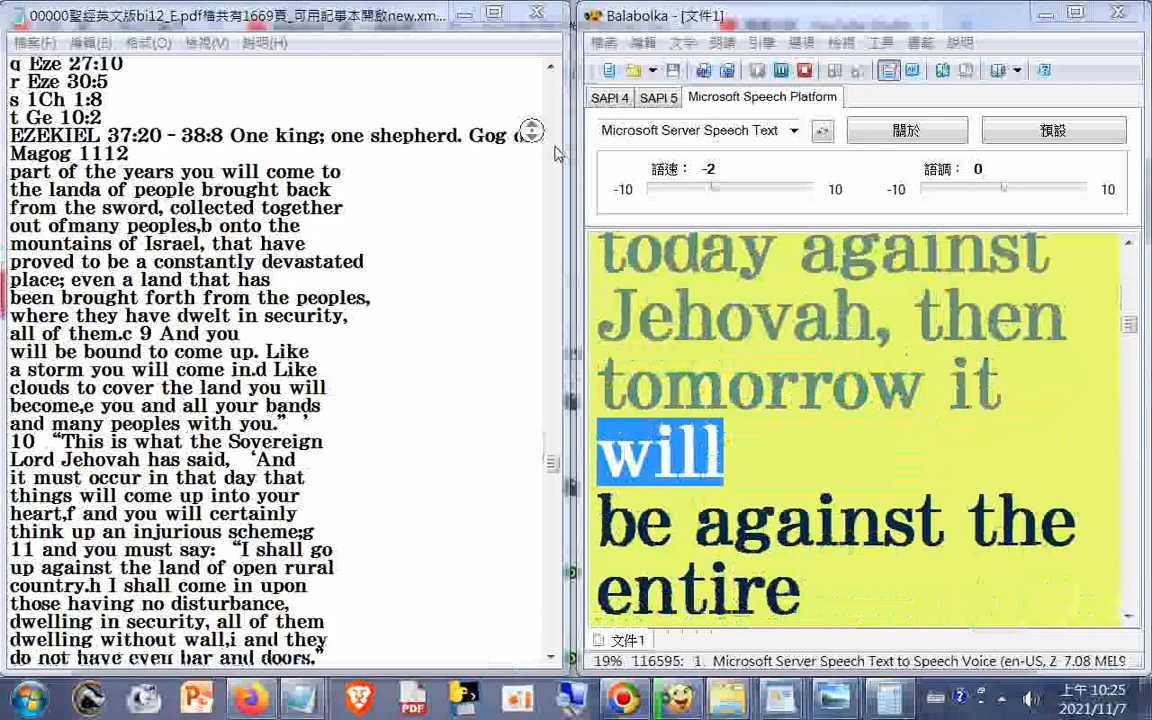 00000聖經英文版bi12_E.pdf檔共有1669頁_可用記事本開啟new.xm...
檔案(F) 編輯(E) 格式(O) 檢視(V) 說明(H)
q Eze 27:10
r Eze 30:5
s 1Ch 1:8
t Ge 10:2
EZEKIEL 37:20 - 38:8 One king; one shepherd. Gog
Magog 1112
part of the years you will come to
the landa of people brought back
from the sword, collected together
out ofmany peoples,b onto the
mountains of Israel, that have
proved to be a constantly devastated
place; even a land that has
been brought forth from the peoples,
where they have dwelt in security,
all of them.c 9 And you
will be bound to come up. Like
a storm you will come in.d Like
clouds to cover the land you will
become,e you and all your bands
and many peoples with you.” ’
10 “This is what the Sovereign
Lord Jehovah has said, ‘And
it must occur in that day that
things will come up into your
heart,f and you will certainly
think up an injurious scheme;g
11 and you must say: “I shall go
up against the land of open rural
country.h I shall come in upon
those having no disturbance,
dwelling in security, all of them
dwelling without wall,i and they
do not have even bar and doors.”
Balabolka - [文件1]
檔案 編輯 文字 朗讀 引擎 選項 檢視 工具 書籤 說明
SAPI 4 SAPI 5 Microsoft Speech Platform
Microsoft Server Speech Text 關於 預設
語速： -2 語調： 0
-10 10 -10 10
today against
Jehovah, then
tomorrow it
will
be against the
entire
文件1
19% 116595: 1. Microsoft Server Speech Text to Speech Voice (en-US, Z 7.08 MEL9
PDF
上午 10:25
2021/11/7